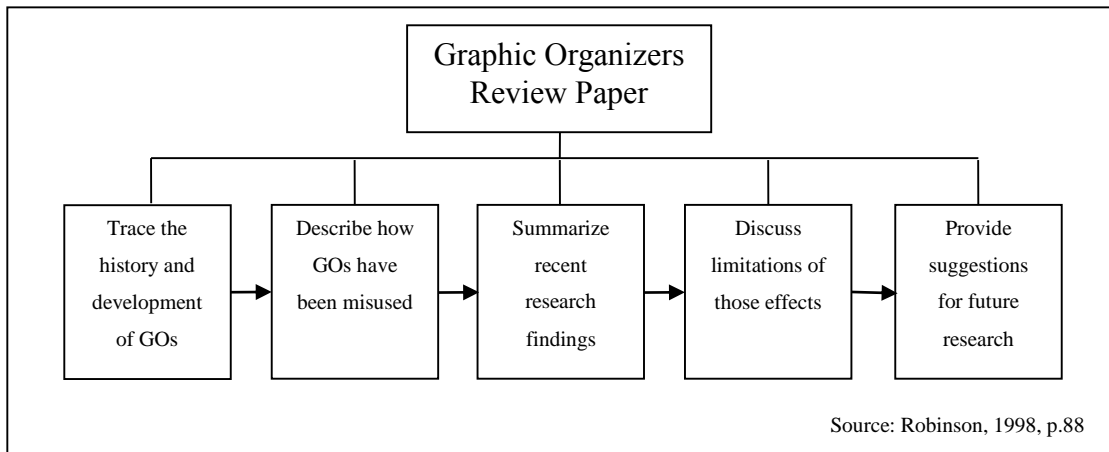 Graphic Organizers
Review Paper
Trace the
history and
development
of GOs
Describe how
GOs have
been misused
Summarize
recent
research
findings
Discuss
limitations of
those effects
Provide
suggestions
for future
research
Source: Robinson, 1998, p.88